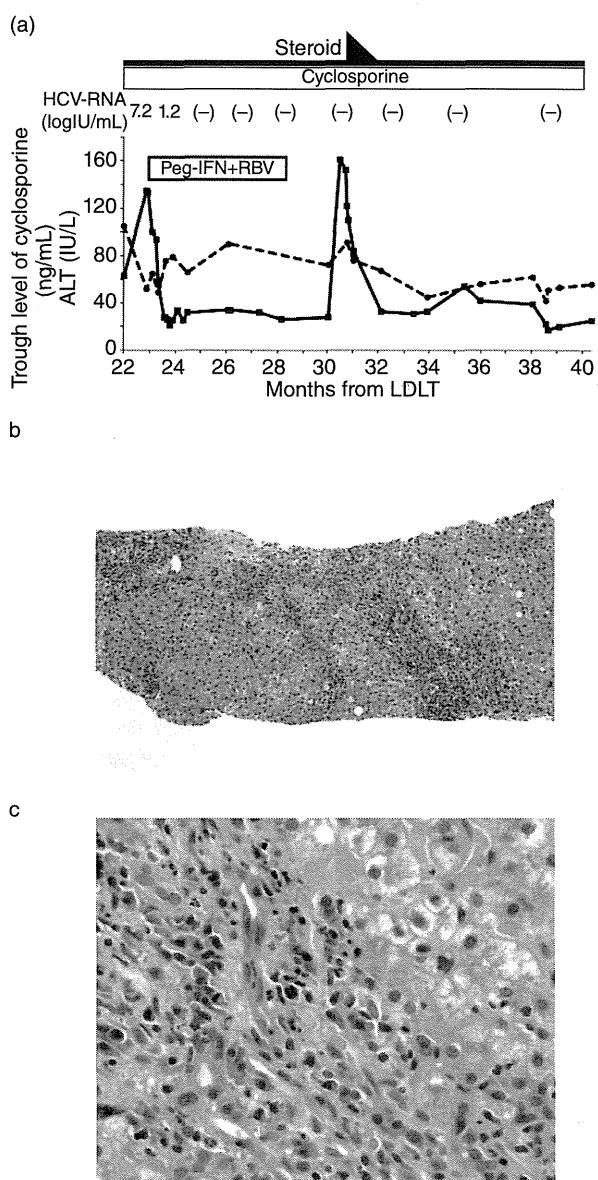 (a)
Steroid
Cyclosporine
HCV-RNA 7.2 1.2 (–) (–) (–) (–) (–) (–) (–)
(logIU/mL)
Peg-IFN+RBV
Trough level of cyclosporine
(ng/mL)
ALT (IU/L)
160
120
80
40
0
22 24 26 28 30 32 34 36 38 40
Months from LDLT
b
c